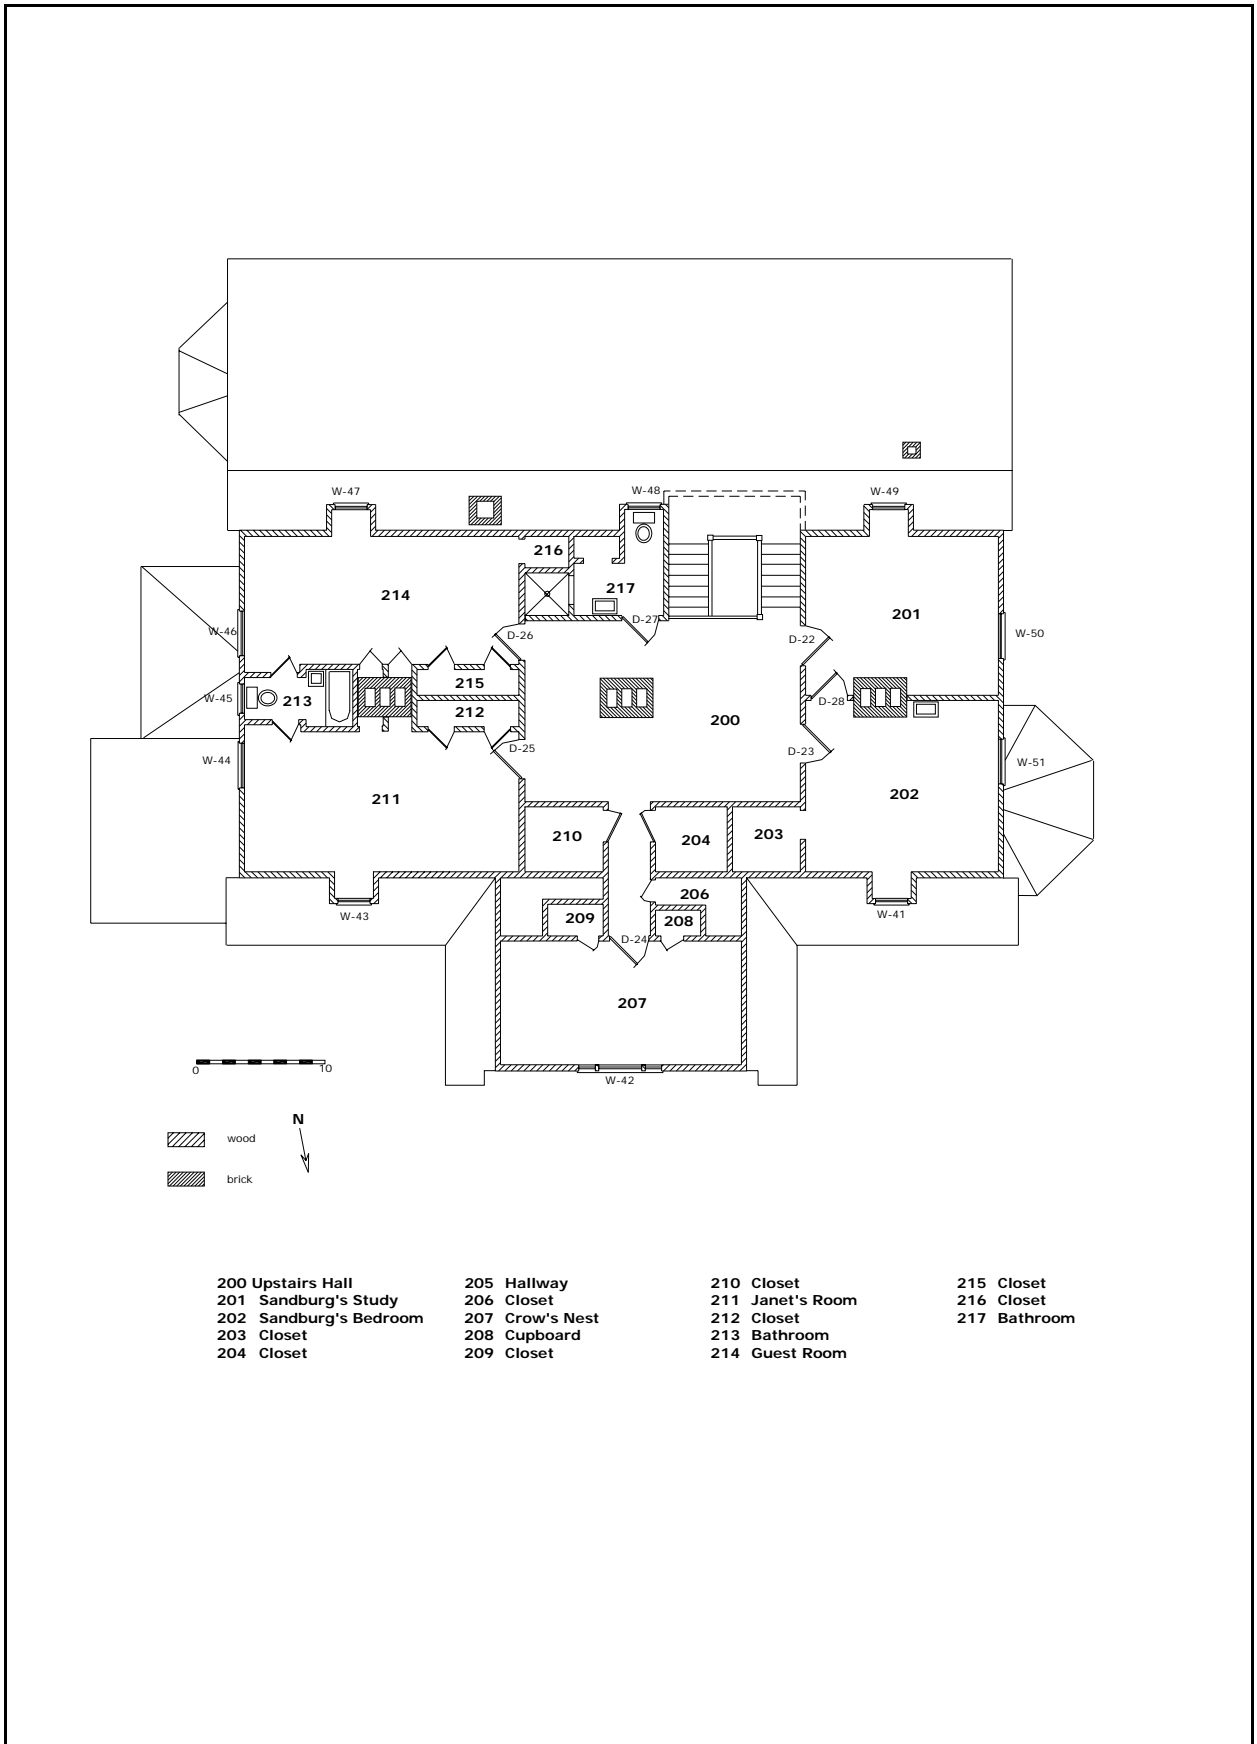 W-47
W-48
W-49
216
217
214
201
W-46
D-26
D-27
D-22
W-50
W-45
213
215
D-28
212
200
W-44
D-25
D-23
W-51
211
202
210
204
203
206
W-43
209
208
W-41
D-24
207
0
10
W-42
N
wood
brick
200 Upstairs Hall
201 Sandburg's Study
202 Sandburg's Bedroom
203 Closet
204 Closet
205 Hallway
206 Closet
207 Crow's Nest
208 Cupboard
209 Closet
210 Closet
211 Janet's Room
212 Closet
213 Bathroom
214 Guest Room
215 Closet
216 Closet
217 Bathroom